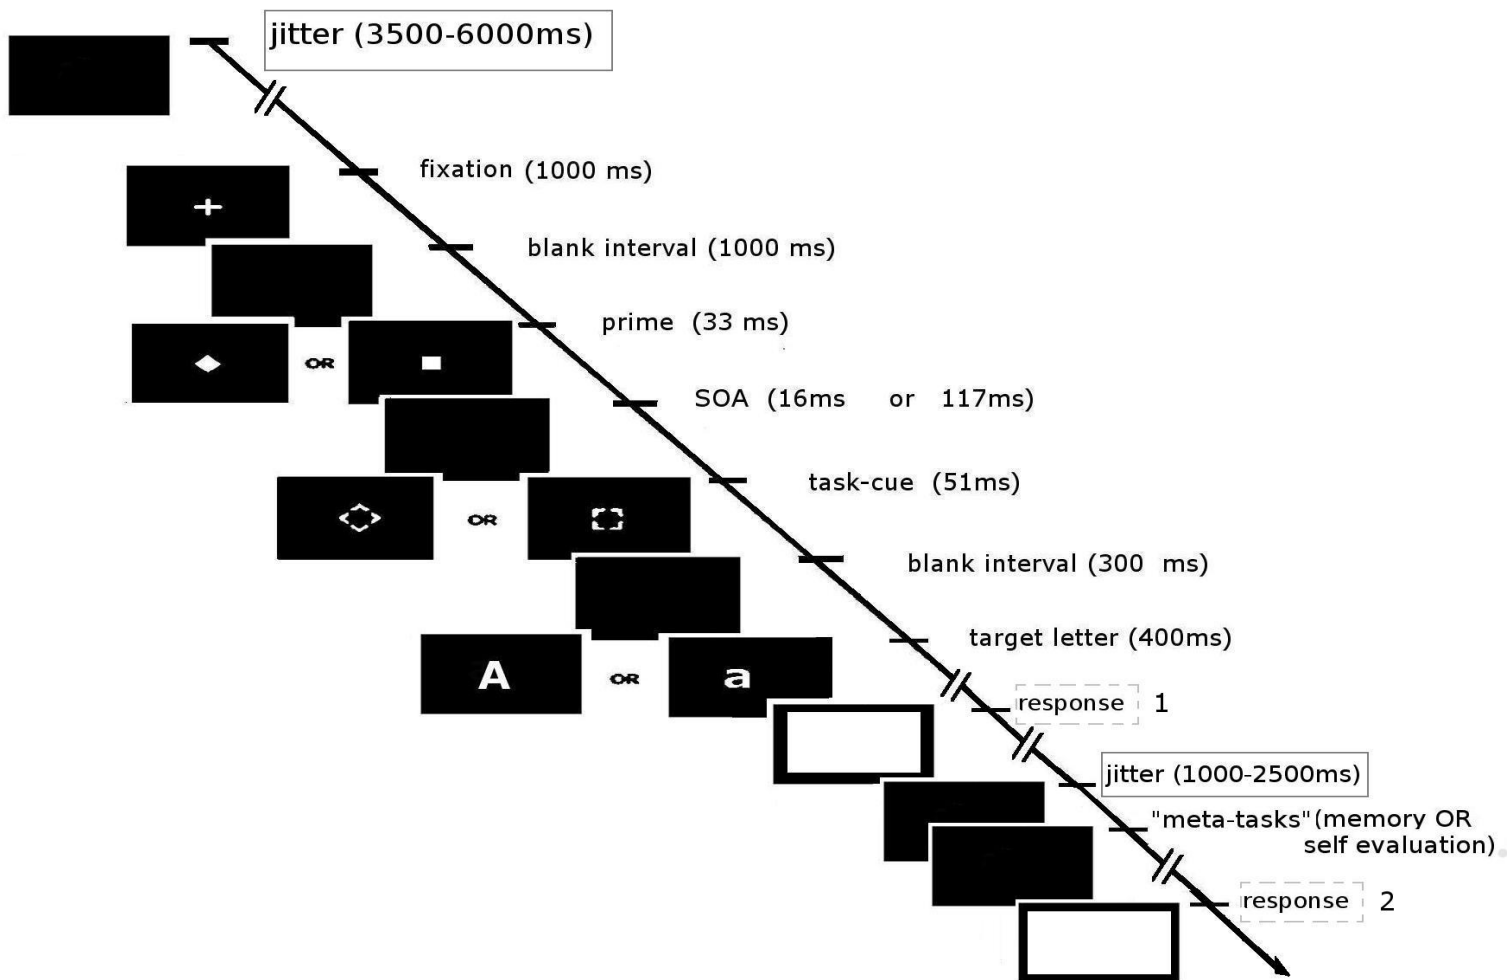 jitter (3500-6000ms)
fixation (1000 ms)
+
blank interval (1000 ms)
prime (33 ms)
OR
SOA (16ms or 117ms)
task-cue (51ms)
OR
blank interval (300 ms)
target letter (400ms)
A OR a
response 1
jitter (1000-2500ms)
"meta-tasks"(memory OR
self evaluation)
response 2